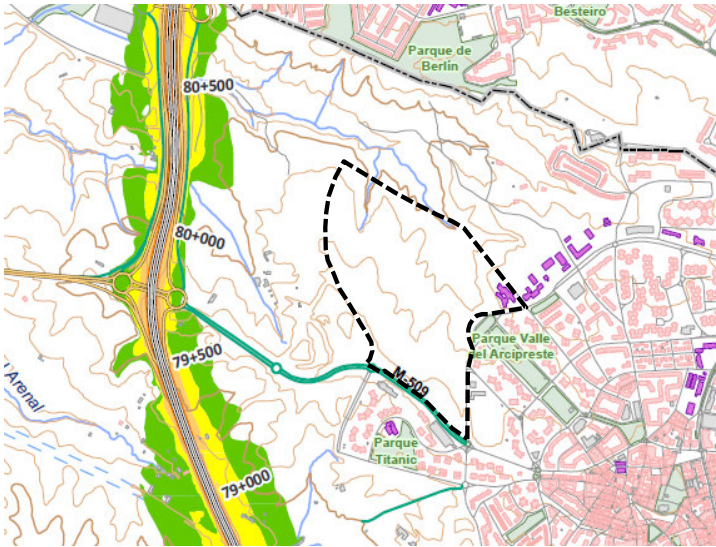 Besteiro
Parque de
Berlín
80+500
80+000
79+500
Parque Valle
del Arcipreste
M-509
Arenal
Parque
Titanic
79+000